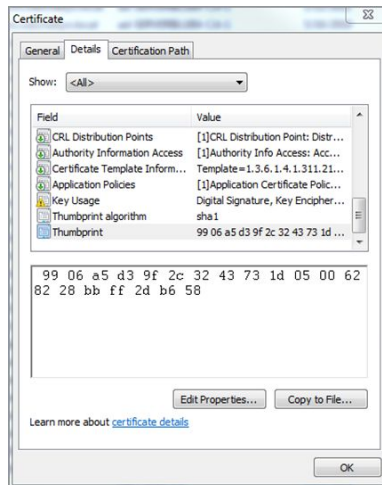 Certificate
General Details Certification Path
Show: <All>
Field Value
CRL Distribution Points [1]CRL Distribution Point: Distr...
Authority Information Access [1]Authority Info Access: Acc...
Certificate Template Inform... Template=1.3.6.1.4.1.311.21...
Application Policies [1]Application Certificate Polic...
Key Usage Digital Signature, Key Encipher...
Thumbprint algorithm sha1
Thumbprint 99 06 a5 d3 9f 2c 32 43 73 1d ...
99 06 a5 d3 9f 2c 32 43 73 1d 05 00 62
82 28 bb ff 2d b6 58
Edit Properties... Copy to File...
Learn more about certificate details
OK